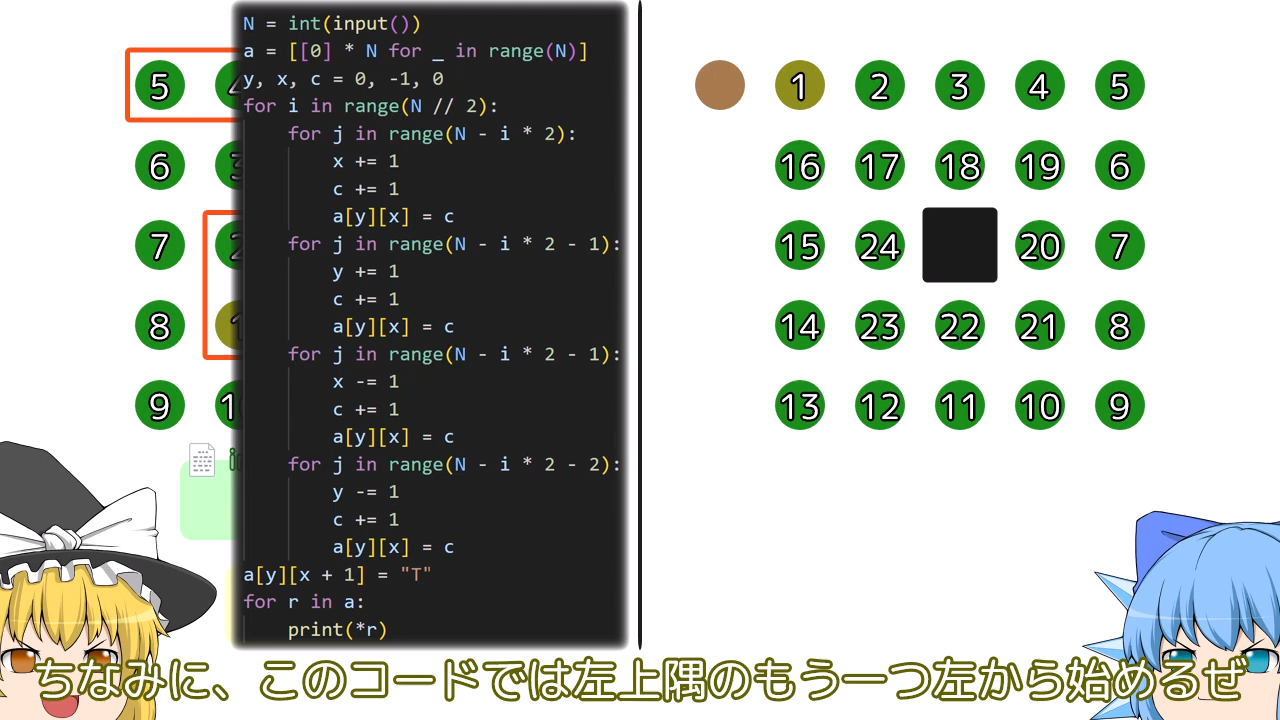 5
6
7
8
9
N = int(input())
a = [[0] * N for _ in range(N)]
y, x, c = 0, -1, 0
for i in range(N // 2):
    for j in range(N - i * 2):
        x += 1
        c += 1
        a[y][x] = c
    for j in range(N - i * 2 - 1):
        y += 1
        c += 1
        a[y][x] = c
    for j in range(N - i * 2 - 1):
        x -= 1
        c += 1
        a[y][x] = c
    for j in range(N - i * 2 - 2):
        y -= 1
        c += 1
        a[y][x] = c
a[y][x + 1] = "T"
for r in a:
    print(*r)
1 2 3 4 5
16 17 18 19 6
15 24 20 7
14 23 22 21 8
13 12 11 10 9
ちなみに、このコードでは左上隅のもう一つ左から始めるぜ